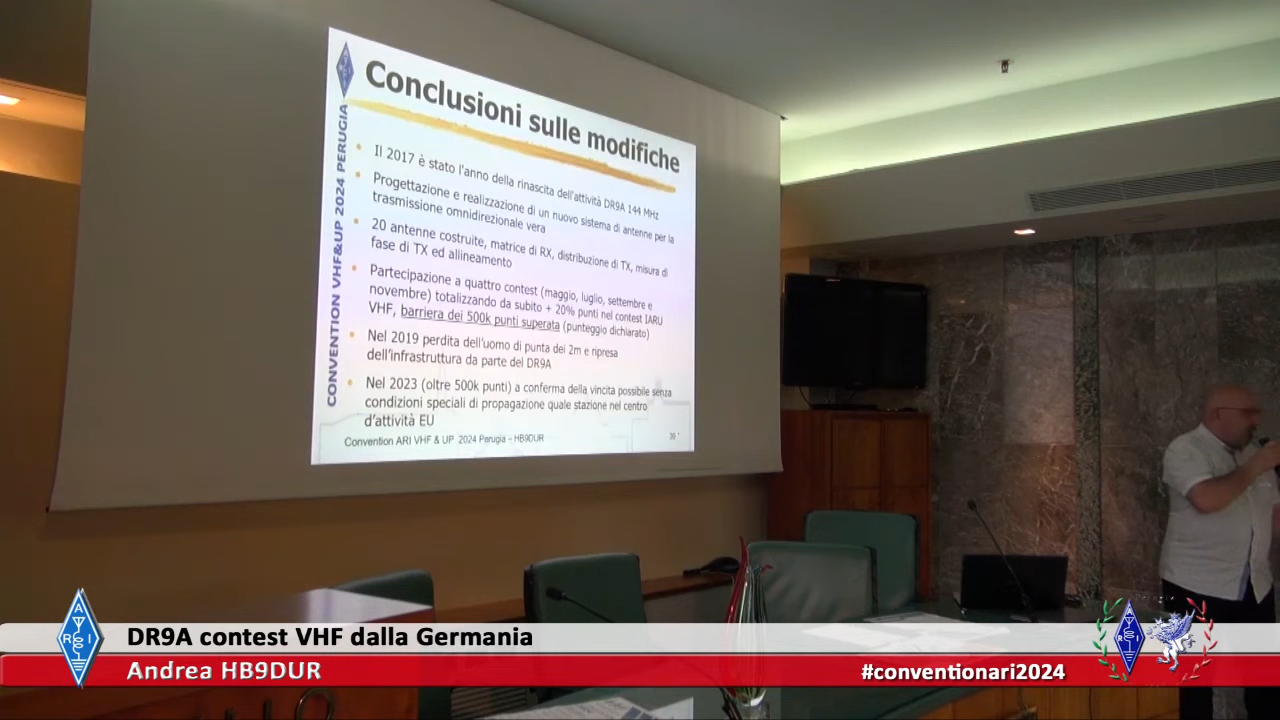 Conclusioni sulle modifiche
CONVENTION VHF&UP 2024 PERUGIA
• Il 2017 è stato l'anno della rinascita dell'attività DR9A 144 MHz
• Progettazione e realizzazione di un nuovo sistema di antenne per la
trasmissione omnidirezionale vera
• 20 antenne costruite, matrice di RX, distribuzione di TX, misura di
fase di TX ed allineamento
• Partecipazione a quattro contest (maggio, luglio, settembre e
novembre) totalizzando da subito + 20% punti nel contest IARU
VHF, barriera dei 500k punti superata (punteggio dichiarato)
• Nel 2019 perdita dell'uomo di punta dei 2m e ripresa
dell'infrastruttura da parte del DR9A
• Nel 2023 (oltre 500k punti) a conferma della vincita possibile senza
condizioni speciali di propagazione quale stazione nel centro
d'attività EU
Convention ARI VHF & UP 2024 Perugia – HB9DUR
39
A
R I
DR9A contest VHF dalla Germania
Andrea HB9DUR
#conventionari2024
A
R I